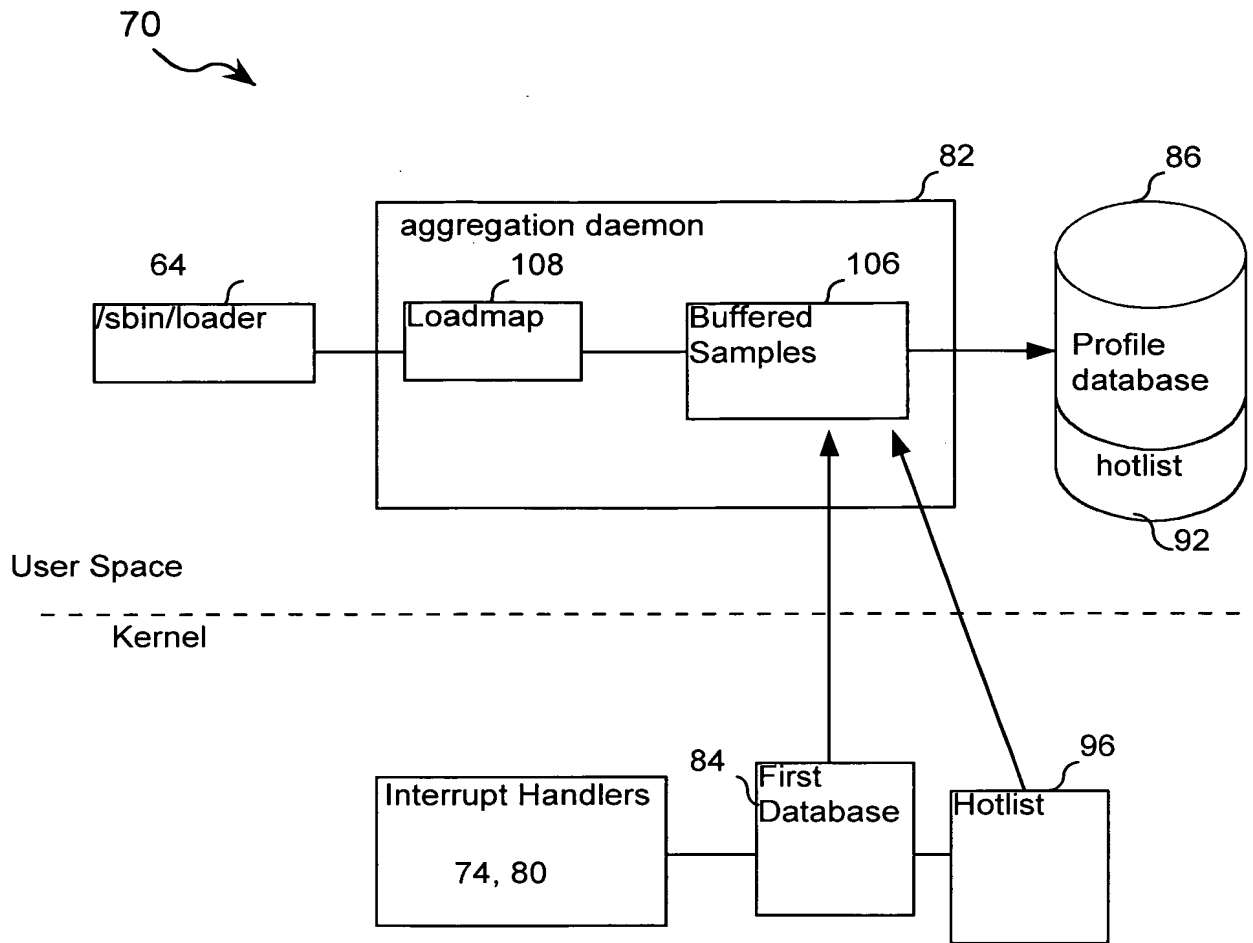 70
82
86
aggregation daemon
64
108
106
/sbin/loader
Loadmap
Buffered
Samples
Profile
database
hotlist
92
User Space
Kernel
84
96
First
Database
Interrupt Handlers
74, 80
Hotlist